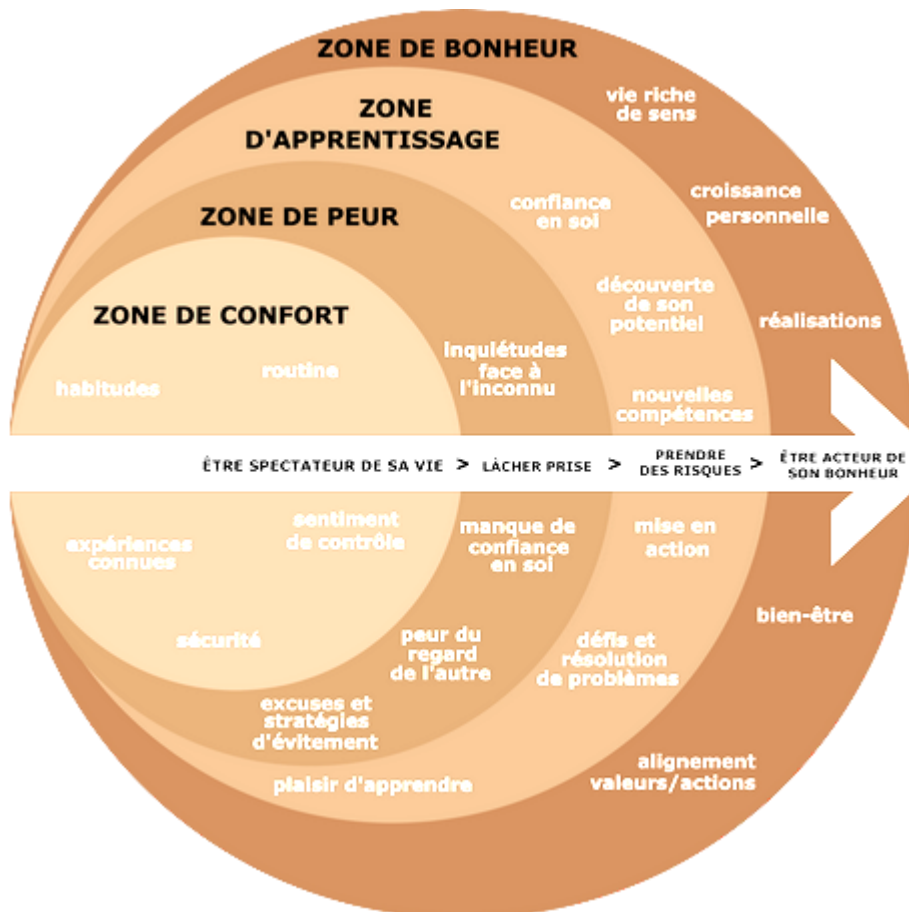 ZONE DE BONHEUR
vie riche
de sens
croissance
personnelle
réalisations
ZONE
D'APPRENTISSAGE
confiance
en soi
découverte
de son
potentiel
nouvelles
compétences
ZONE DE PEUR
inquiétudes
face à
l'inconnu
ZONE DE CONFORT
routine
habitudes
ÊTRE SPECTATEUR DE SA VIE > LÂCHER PRISE > PRENDRE
DES RISQUES > ÊTRE ACTEUR DE
SON BONHEUR
expériences
connues
sentiment
de contrôle
sécurité
manque de
confiance
en soi
peur du
regard
de l'autre
excuses et
stratégies
d'évitement
mise en
action
défis et
résolution
de problèmes
plaisir d'apprendre
bien-être
alignement
valeurs/actions